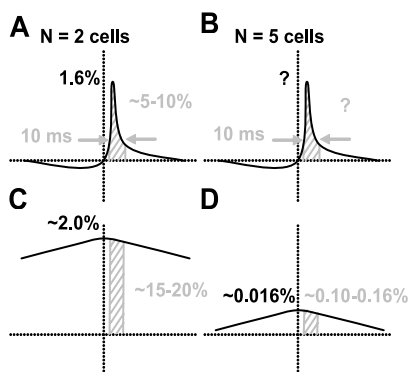 A
N = 2 cells
B
N = 5 cells
1.6%
~5-10%
10 ms
?
?
10 ms
C
~2.0%
~15-20%
D
~0.016%
~0.10-0.16%